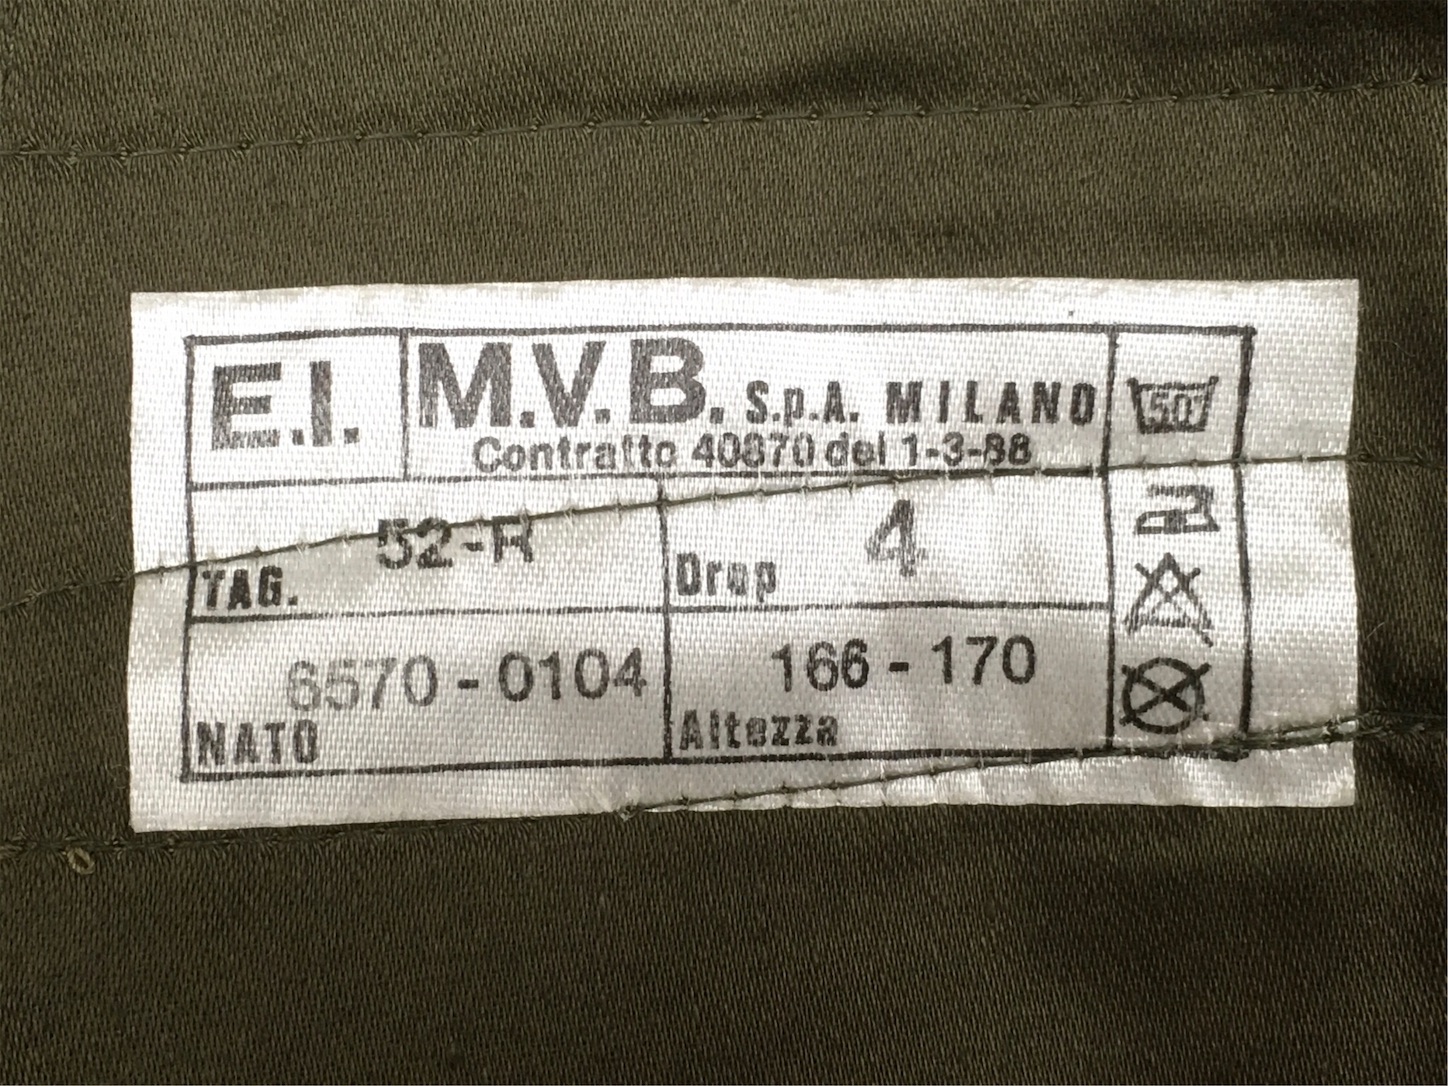 E.I.
M.V.B. S.p.A. MILANO
Contratto 40870 del 1-3-88
50°
TAG. 52-R
Drop 4
NATO 6570-0104
Altezza 166-170